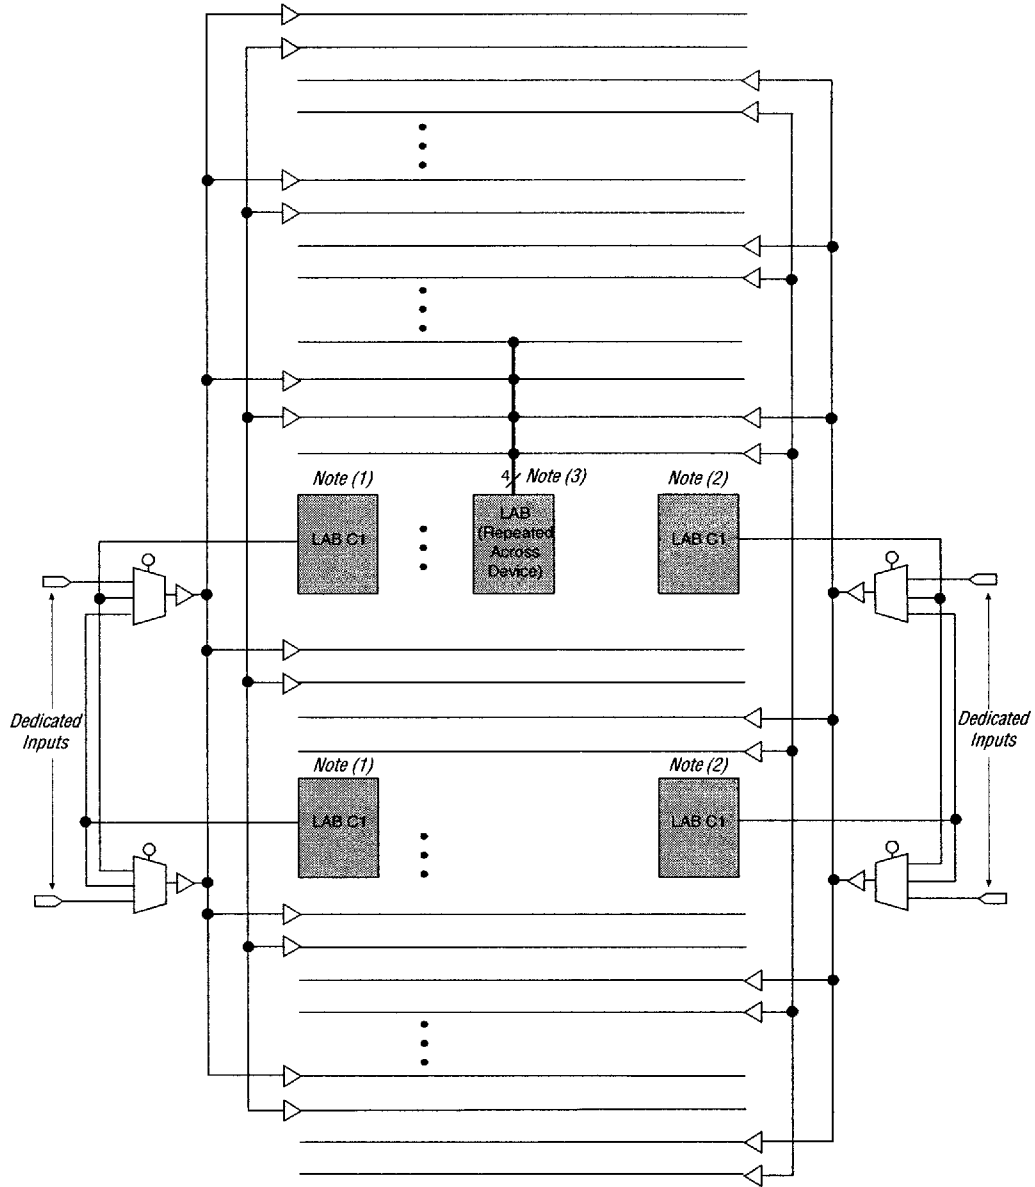 Note (1)
4
Note (3)
Note (2)
LAB C1
LAB
(Repeated
Across
Device)
LAB C1
Dedicated
Inputs
Dedicated
Inputs
Note (1)
Note (2)
LAB C1
LAB C1